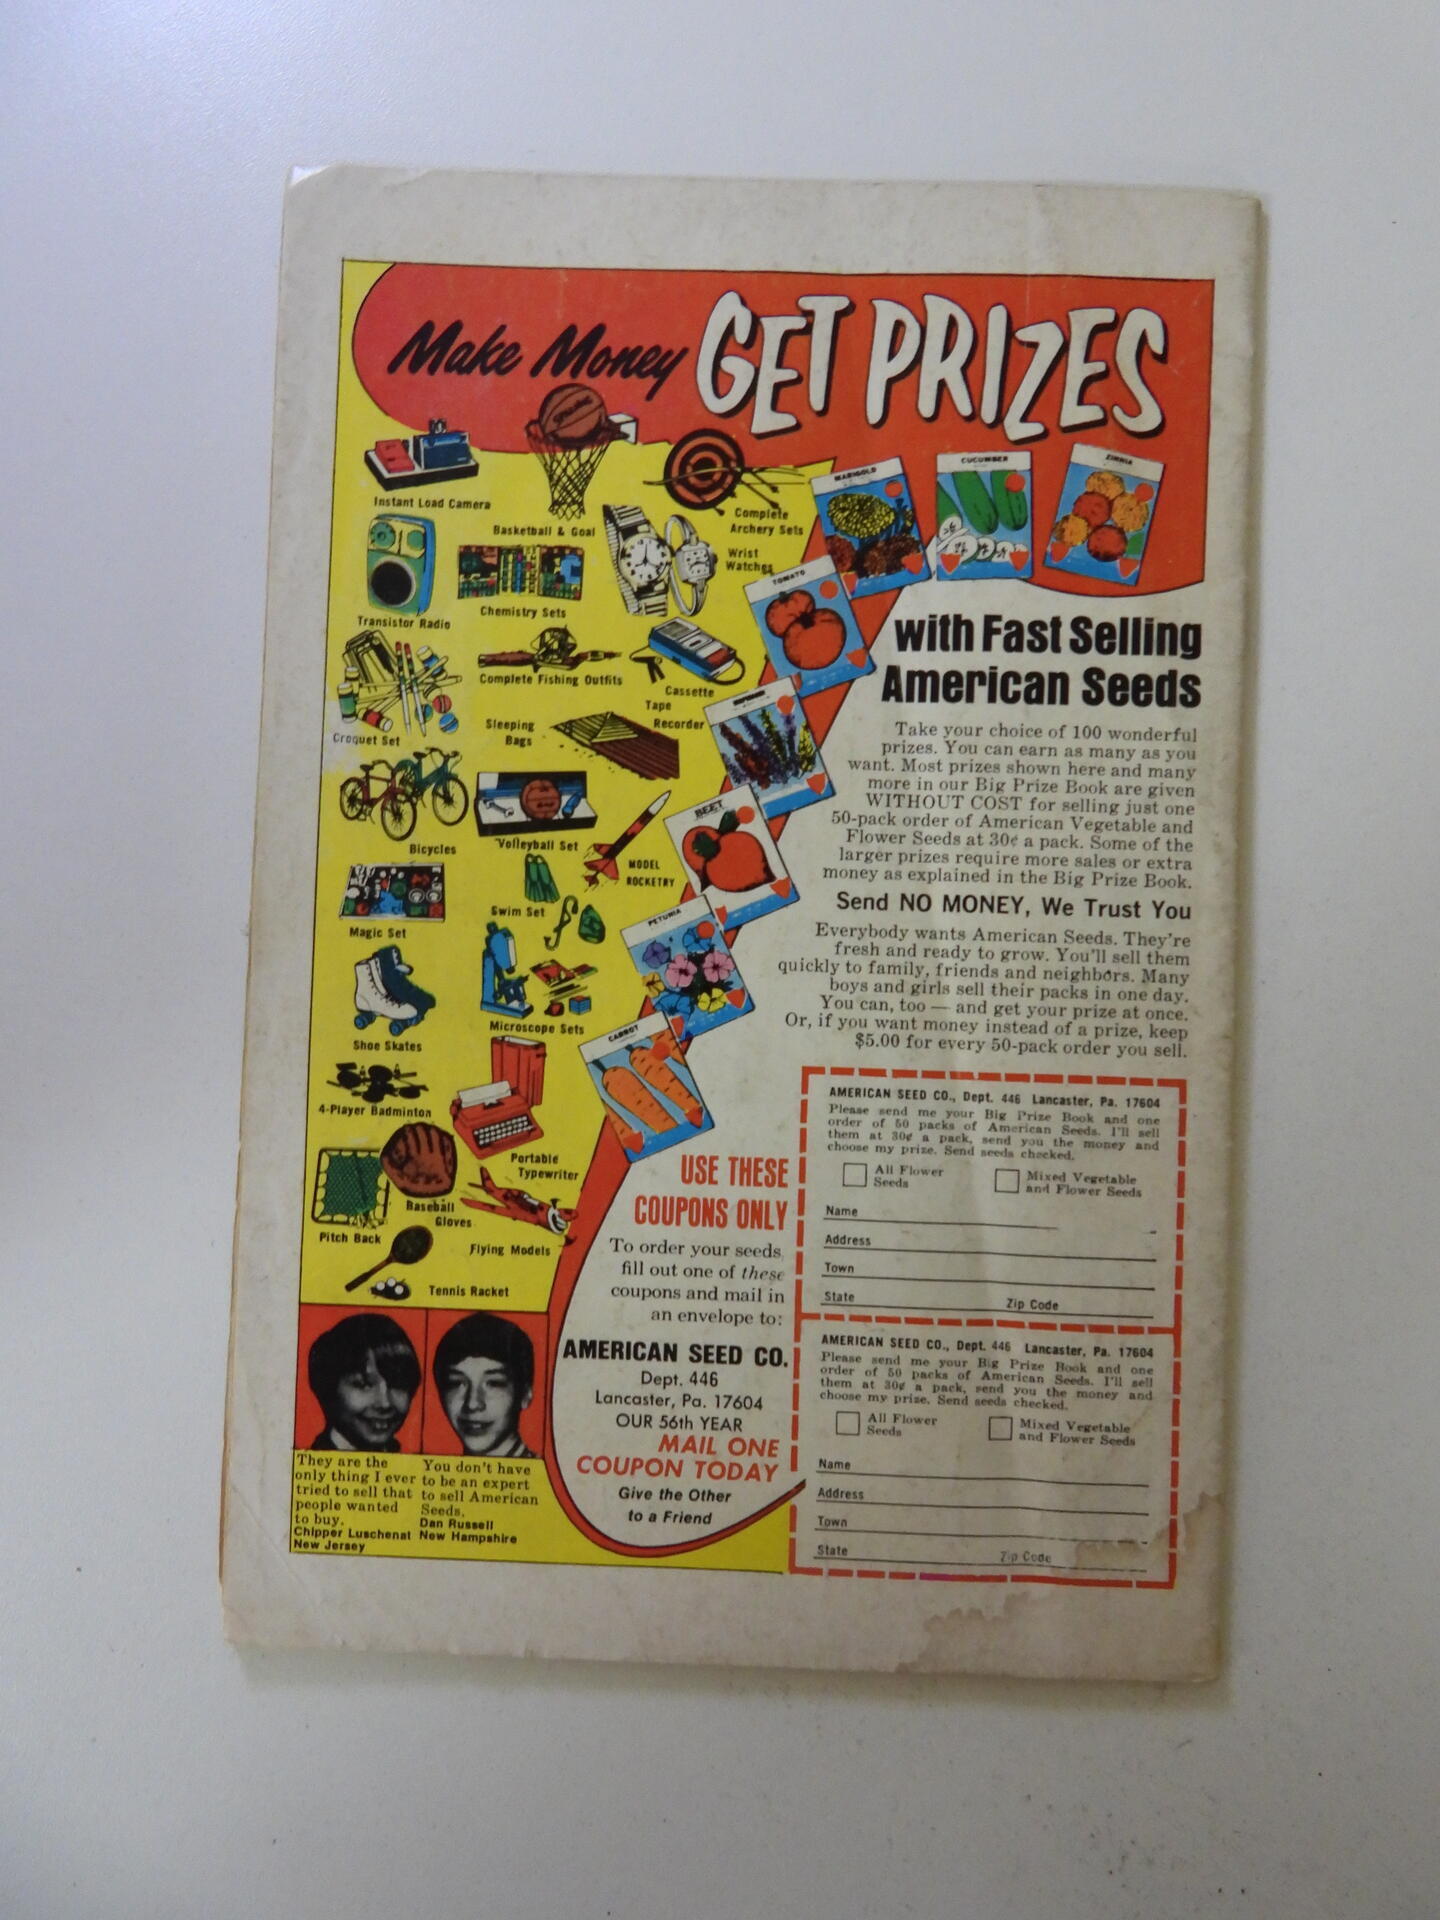 Make Money GET PRIZES
Instant Load Camera
Basketball & Goal
Complete
Archery Sets
Wrist
Watches
Transistor Radio
Chemistry Sets
Complete Fishing Outfits
Cassette
Tape
Recorder
Croquet Set
Sleeping
Bags
Bicycles
Volleyball Set
MODEL
ROCKETRY
Magic Set
Swim Set
Shoe Skates
Microscope Sets
4-Player Badminton
Portable
Typewriter
Pitch Back
Baseball
Gloves
Flying Models
Tennis Racket
MARIGOLD
CUCUMBER
ZINNIA
TOMATO
BEET
PETUNIA
CARROT
with Fast Selling
American Seeds
Take your choice of 100 wonderful
prizes. You can earn as many as you
want. Most prizes shown here and many
more in our Big Prize Book are given
WITHOUT COST for selling just one
50-pack order of American Vegetable and
Flower Seeds at 30¢ a pack. Some of the
larger prizes require more sales or extra
money as explained in the Big Prize Book.
Send NO MONEY, We Trust You
Everybody wants American Seeds. They're
fresh and ready to grow. You'll sell them
quickly to family, friends and neighbors. Many
boys and girls sell their packs in one day.
You can, too — and get your prize at once.
Or, if you want money instead of a prize, keep
$5.00 for every 50-pack order you sell.
USE THESE
COUPONS ONLY
To order your seeds
fill out one of these
coupons and mail in
an envelope to:
AMERICAN SEED CO.
Dept. 446
Lancaster, Pa. 17604
OUR 56th YEAR
MAIL ONE
COUPON TODAY
Give the Other
to a Friend
AMERICAN SEED CO., Dept. 446 Lancaster, Pa. 17604
Please send me your Big Prize Book and one
order of 50 packs of American Seeds. I'll sell
them at 30¢ a pack, send you the money and
choose my prize. Send seeds checked.
All Flower
Seeds
Mixed Vegetable
and Flower Seeds
Name
Address
Town
State Zip Code
AMERICAN SEED CO., Dept. 446 Lancaster, Pa. 17604
Please send me your Big Prize Book and one
order of 50 packs of American Seeds. I'll sell
them at 30¢ a pack, send you the money and
choose my prize. Send seeds checked.
All Flower
Seeds
Mixed Vegetable
and Flower Seeds
Name
Address
Town
State Zip Code
They are the
only thing I ever
tried to sell that
people wanted
to buy.
Chipper Luschenat
New Jersey
You don't have
to be an expert
to sell American
Seeds.
Dan Russell
New Hampshire